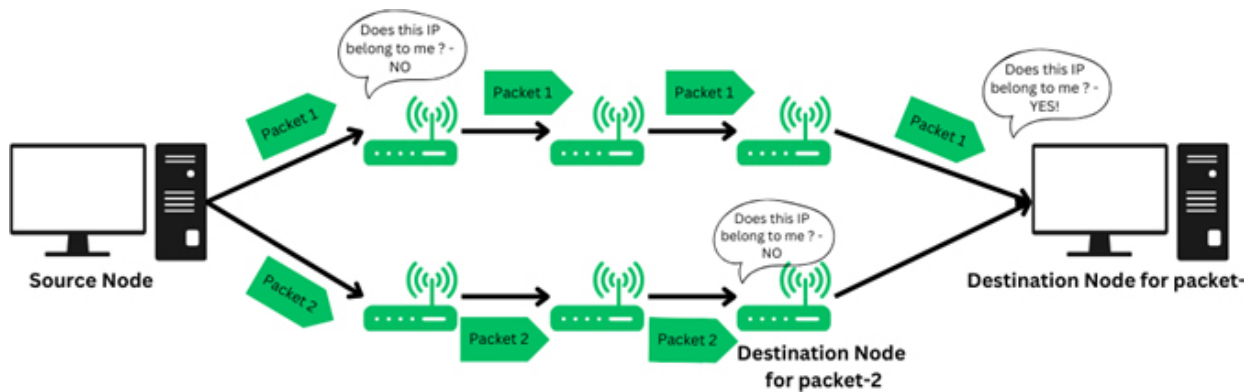 Does this IP
belong to me ? -
NO
Packet 1
Packet 1
Packet 1
Does this IP
belong to me ? -
YES!
Packet 1
Source Node
Packet 2
Packet 2
Does this IP
belong to me ? -
NO
Packet 2
Destination Node
for packet-2
Destination Node for packet-